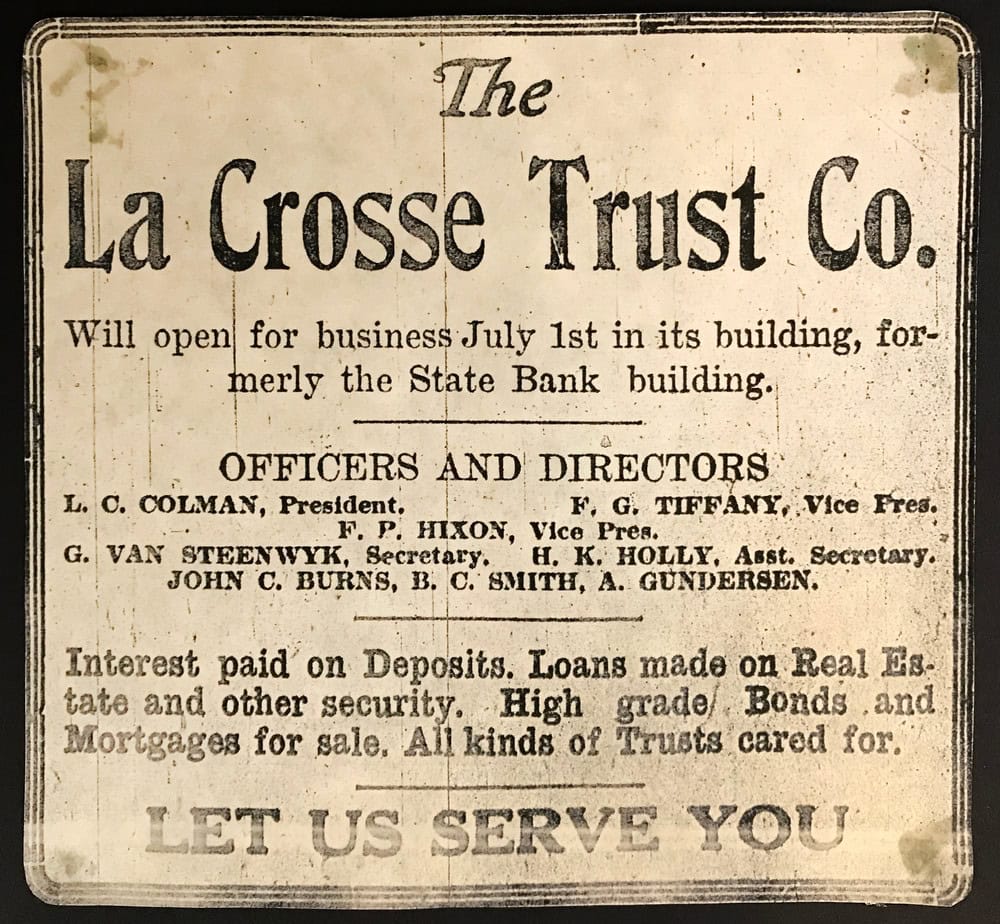 The
La Crosse Trust Co.
Will open for business July 1st in its building, for-
merly the State Bank building.
OFFICERS AND DIRECTORS
L. C. COLMAN, President. F. G. TIFFANY, Vice Pres.
F. P. HIXON, Vice Pres.
G. VAN STEENWYK, Secretary. H. K. HOLLY, Asst. Secretary.
JOHN C. BURNS, B. C. SMITH, A. GUNDERSEN.
Interest paid on Deposits. Loans made on Real Es-
tate and other security. High grade Bonds and
Mortgages for sale. All kinds of Trusts cared for.
LET US SERVE YOU